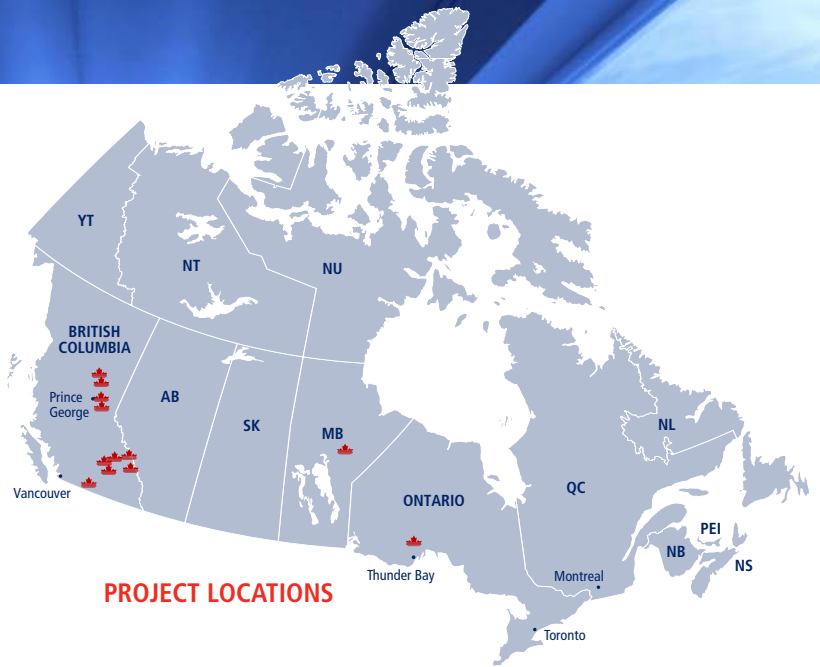 YT
NT
NU
BRITISH
COLUMBIA
Prince
George
AB
SK
MB
NL
ONTARIO
QC
PEI
NB
NS
Vancouver
Thunder Bay
Montreal
Toronto
PROJECT LOCATIONS